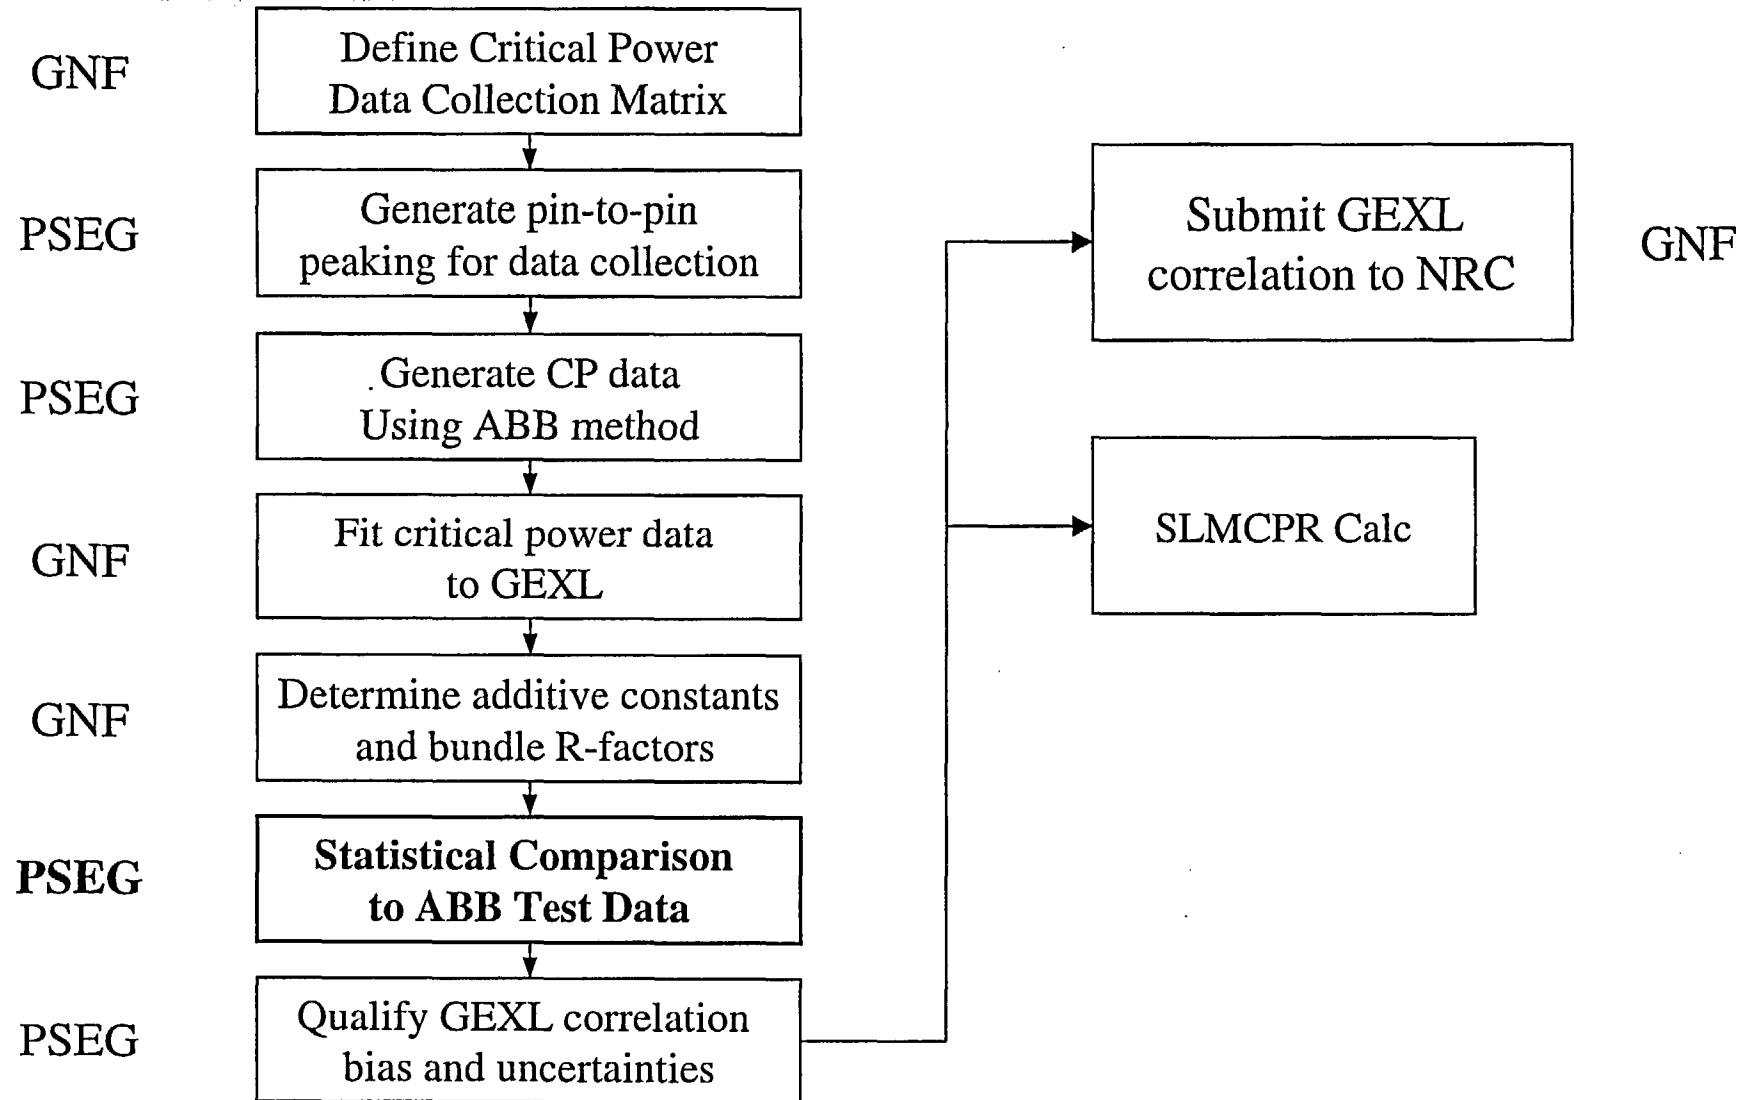 GNF
Define Critical Power
Data Collection Matrix
PSEG
Generate pin-to-pin
peaking for data collection
PSEG
Generate CP data
Using ABB method
GNF
Fit critical power data
to GEXL
GNF
Determine additive constants
and bundle R-factors
PSEG
Statistical Comparison
to ABB Test Data
PSEG
Qualify GEXL correlation
bias and uncertainties
Submit GEXL
correlation to NRC
GNF
SLMCPR Calc